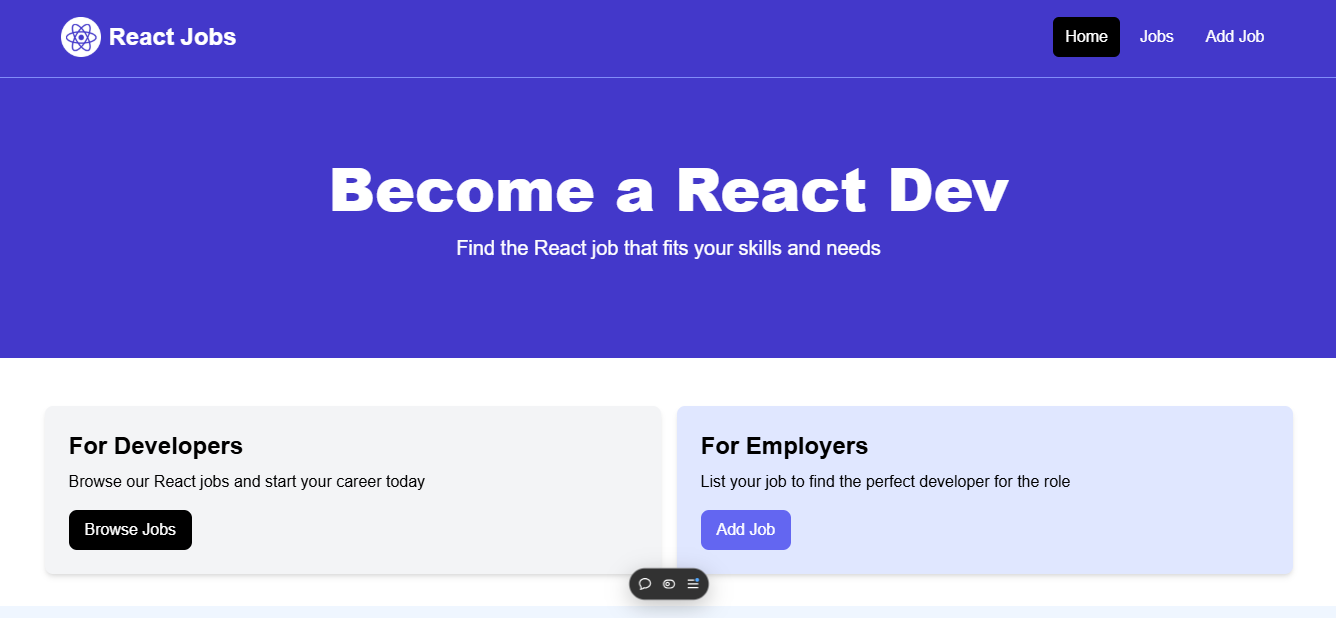 React Jobs
Home Jobs Add Job
Become a React Dev
Find the React job that fits your skills and needs
For Developers
Browse our React jobs and start your career today
Browse Jobs
For Employers
List your job to find the perfect developer for the role
Add Job